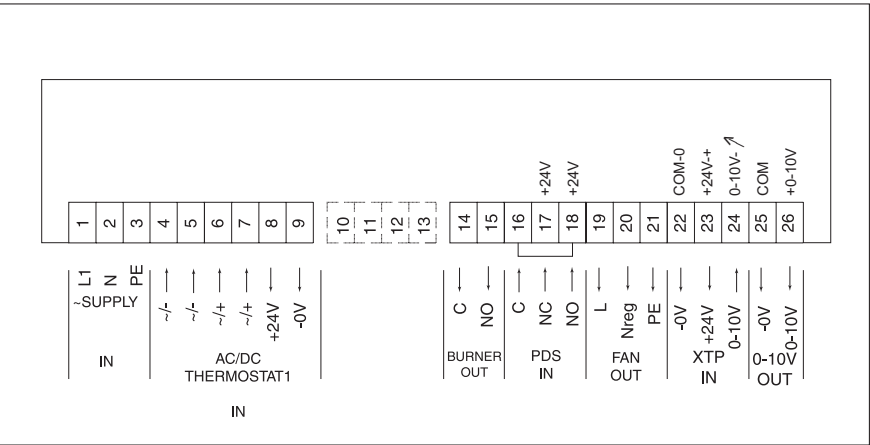 COM-0
+24V-+
0-10V-
COM
+0-10V
+24V
+24V
1 2 3 4 5 6 7 8 9 10 11 12 13 14 15 16 17 18 19 20 21 22 23 24 25 26
L1 N PE ~/- ~/- ~/+ ~/+ +24V -0V C NO C NC NO L Nreg PE -0V +24V 0-10V -0V 0-10V
~SUPPLY
IN
AC/DC
THERMOSTAT1
IN
BURNER
OUT
PDS
IN
FAN
OUT
XTP
IN
0-10V
OUT